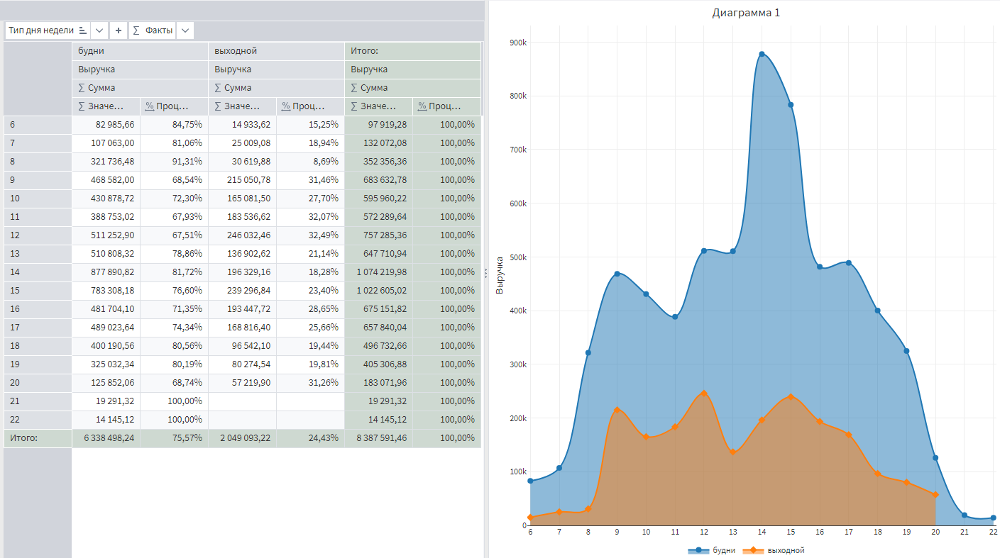 Тип дня недели + Σ Факты
будни выходной Итого:
Выручка Выручка Выручка
Σ Сумма Σ Сумма Σ Сумма
Σ Значе... % Проц... Σ Значе... % Проц... Σ Значе... % Проц...
6 82 985,66 84,75% 14 933,62 15,25% 97 919,28 100,00%
7 107 063,00 81,06% 25 009,08 18,94% 132 072,08 100,00%
8 321 736,48 91,31% 30 619,88 8,69% 352 356,36 100,00%
9 468 582,00 68,54% 215 050,78 31,46% 683 632,78 100,00%
10 430 878,72 72,30% 165 081,50 27,70% 595 960,22 100,00%
11 388 753,02 67,93% 183 536,62 32,07% 572 289,64 100,00%
12 511 252,90 67,51% 246 032,46 32,49% 757 285,36 100,00%
13 510 808,32 78,86% 136 902,62 21,14% 647 710,94 100,00%
14 877 890,82 81,72% 196 329,16 18,28% 1 074 219,98 100,00%
15 783 308,18 76,60% 239 296,84 23,40% 1 022 605,02 100,00%
16 481 704,10 71,35% 193 447,72 28,65% 675 151,82 100,00%
17 489 023,64 74,34% 168 816,40 25,66% 657 840,04 100,00%
18 400 190,56 80,56% 96 542,10 19,44% 496 732,66 100,00%
19 325 032,34 80,19% 80 274,54 19,81% 405 306,88 100,00%
20 125 852,06 68,74% 57 219,90 31,26% 183 071,96 100,00%
21 19 291,32 100,00% 19 291,32 100,00%
22 14 145,12 100,00% 14 145,12 100,00%
Итого: 6 338 498,24 75,57% 2 049 093,22 24,43% 8 387 591,46 100,00%
Диаграмма 1
900k
800k
700k
600k
500k
400k
300k
200k
100k
0
Выручка
6 7 8 9 10 11 12 13 14 15 16 17 18 19 20 21 22
будни выходной